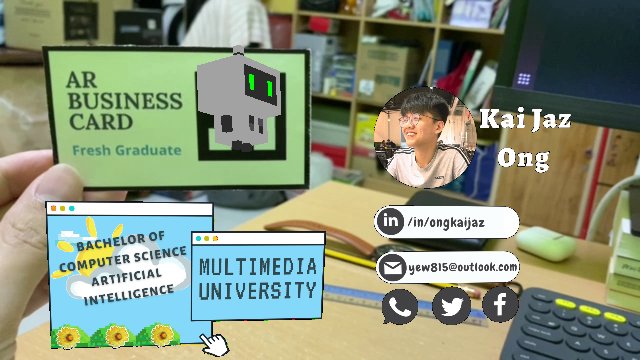 AR
BUSINESS
CARD
Fresh Graduate
BACHELOR OF
COMPUTER SCIENCE
ARTIFICIAL
INTELLIGENCE
MULTIMEDIA
UNIVERSITY
Kai Jaz
Ong
in /in/ongkaijaz
yew815@outlook.com